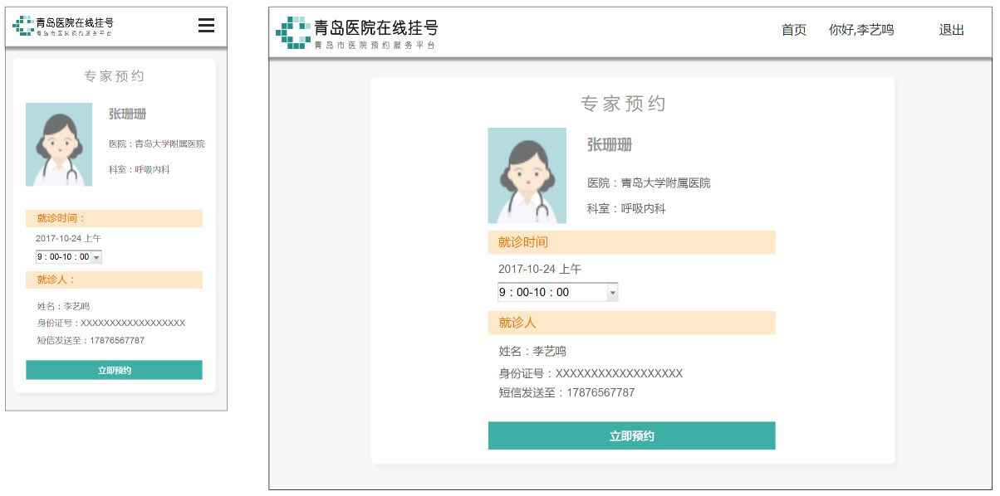 青岛医院在线挂号
青岛市医院预约服务平台
专家预约
张珊珊
医院：青岛大学附属医院
科室：呼吸内科
就诊时间：
2017-10-24 上午
9：00-10：00
就诊人：
姓名：李艺鸣
身份证号：XXXXXXXXXXXXXXXXXX
短信发送至：17876567787
立即预约
青岛医院在线挂号
青岛市医院预约服务平台
首页 你好,李艺鸣 退出
专家预约
张珊珊
医院：青岛大学附属医院
科室：呼吸内科
就诊时间
2017-10-24 上午
9：00-10：00
就诊人
姓名：李艺鸣
身份证号：XXXXXXXXXXXXXXXXXX
短信发送至：17876567787
立即预约